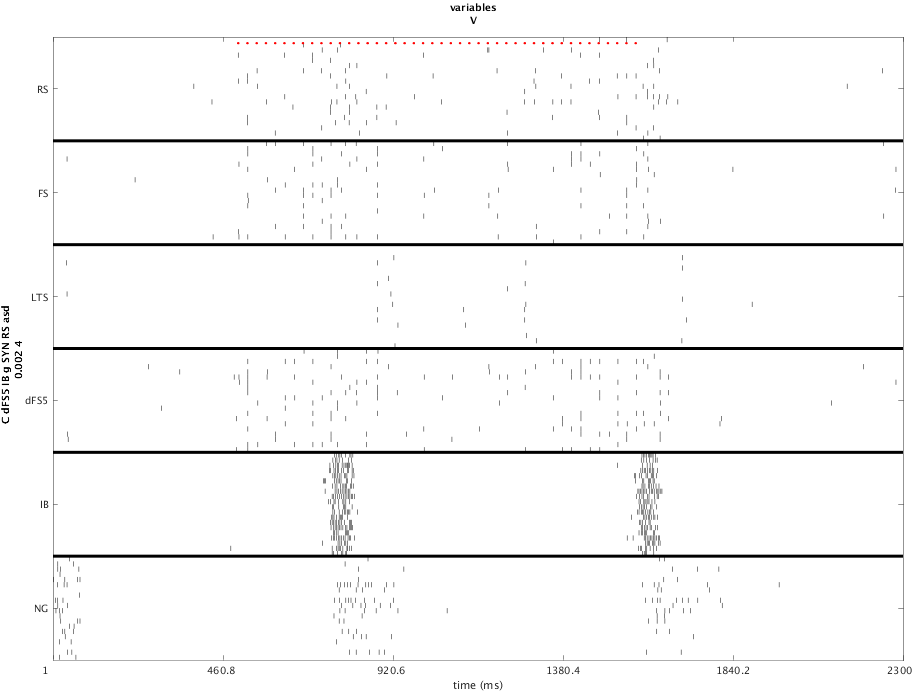 variables
V
C dFS5 IB g SYN RS asd
0.002 4
RS
FS
LTS
dFS5
IB
NG
1
460.8
920.6
1380.4
1840.2
2300
time (ms)